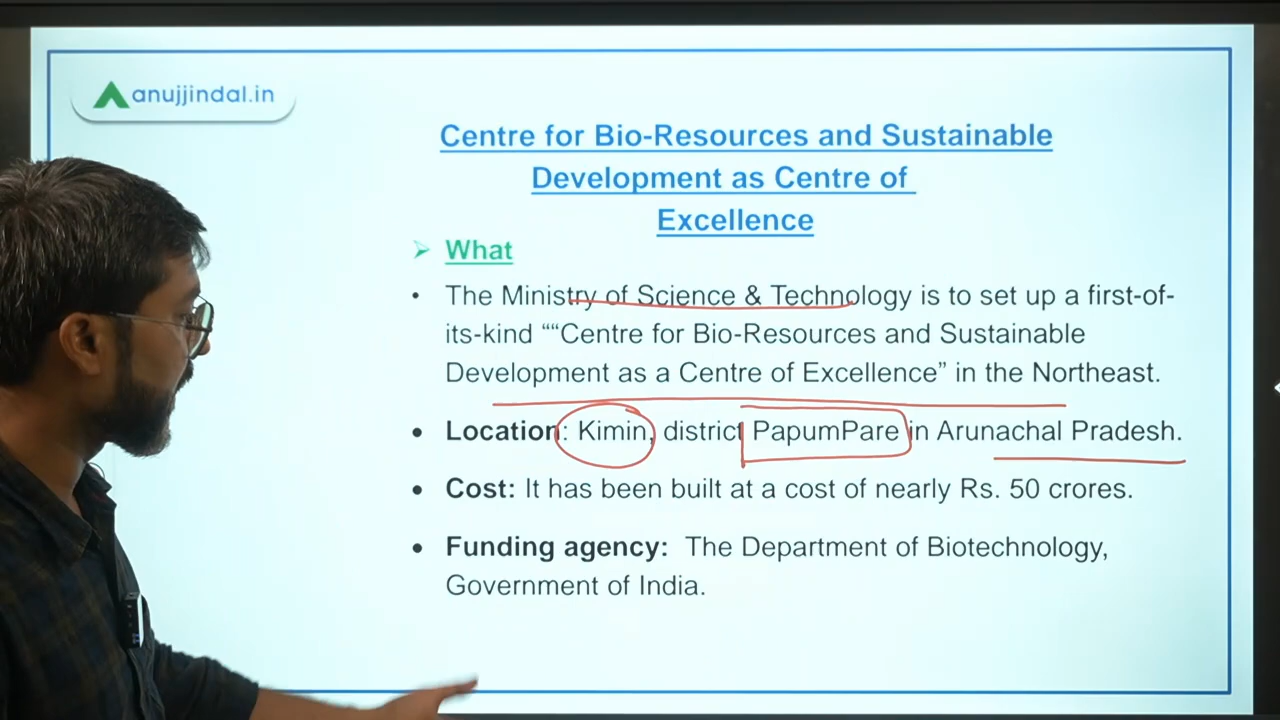 anujjindal.in
Centre for Bio-Resources and Sustainable
Development as Centre of
Excellence
What
• The Ministry of Science & Technology is to set up a first-of-
its-kind ““Centre for Bio-Resources and Sustainable
Development as a Centre of Excellence” in the Northeast.
• Location: Kimin, district PapumPare in Arunachal Pradesh.
• Cost: It has been built at a cost of nearly Rs. 50 crores.
• Funding agency: The Department of Biotechnology,
Government of India.